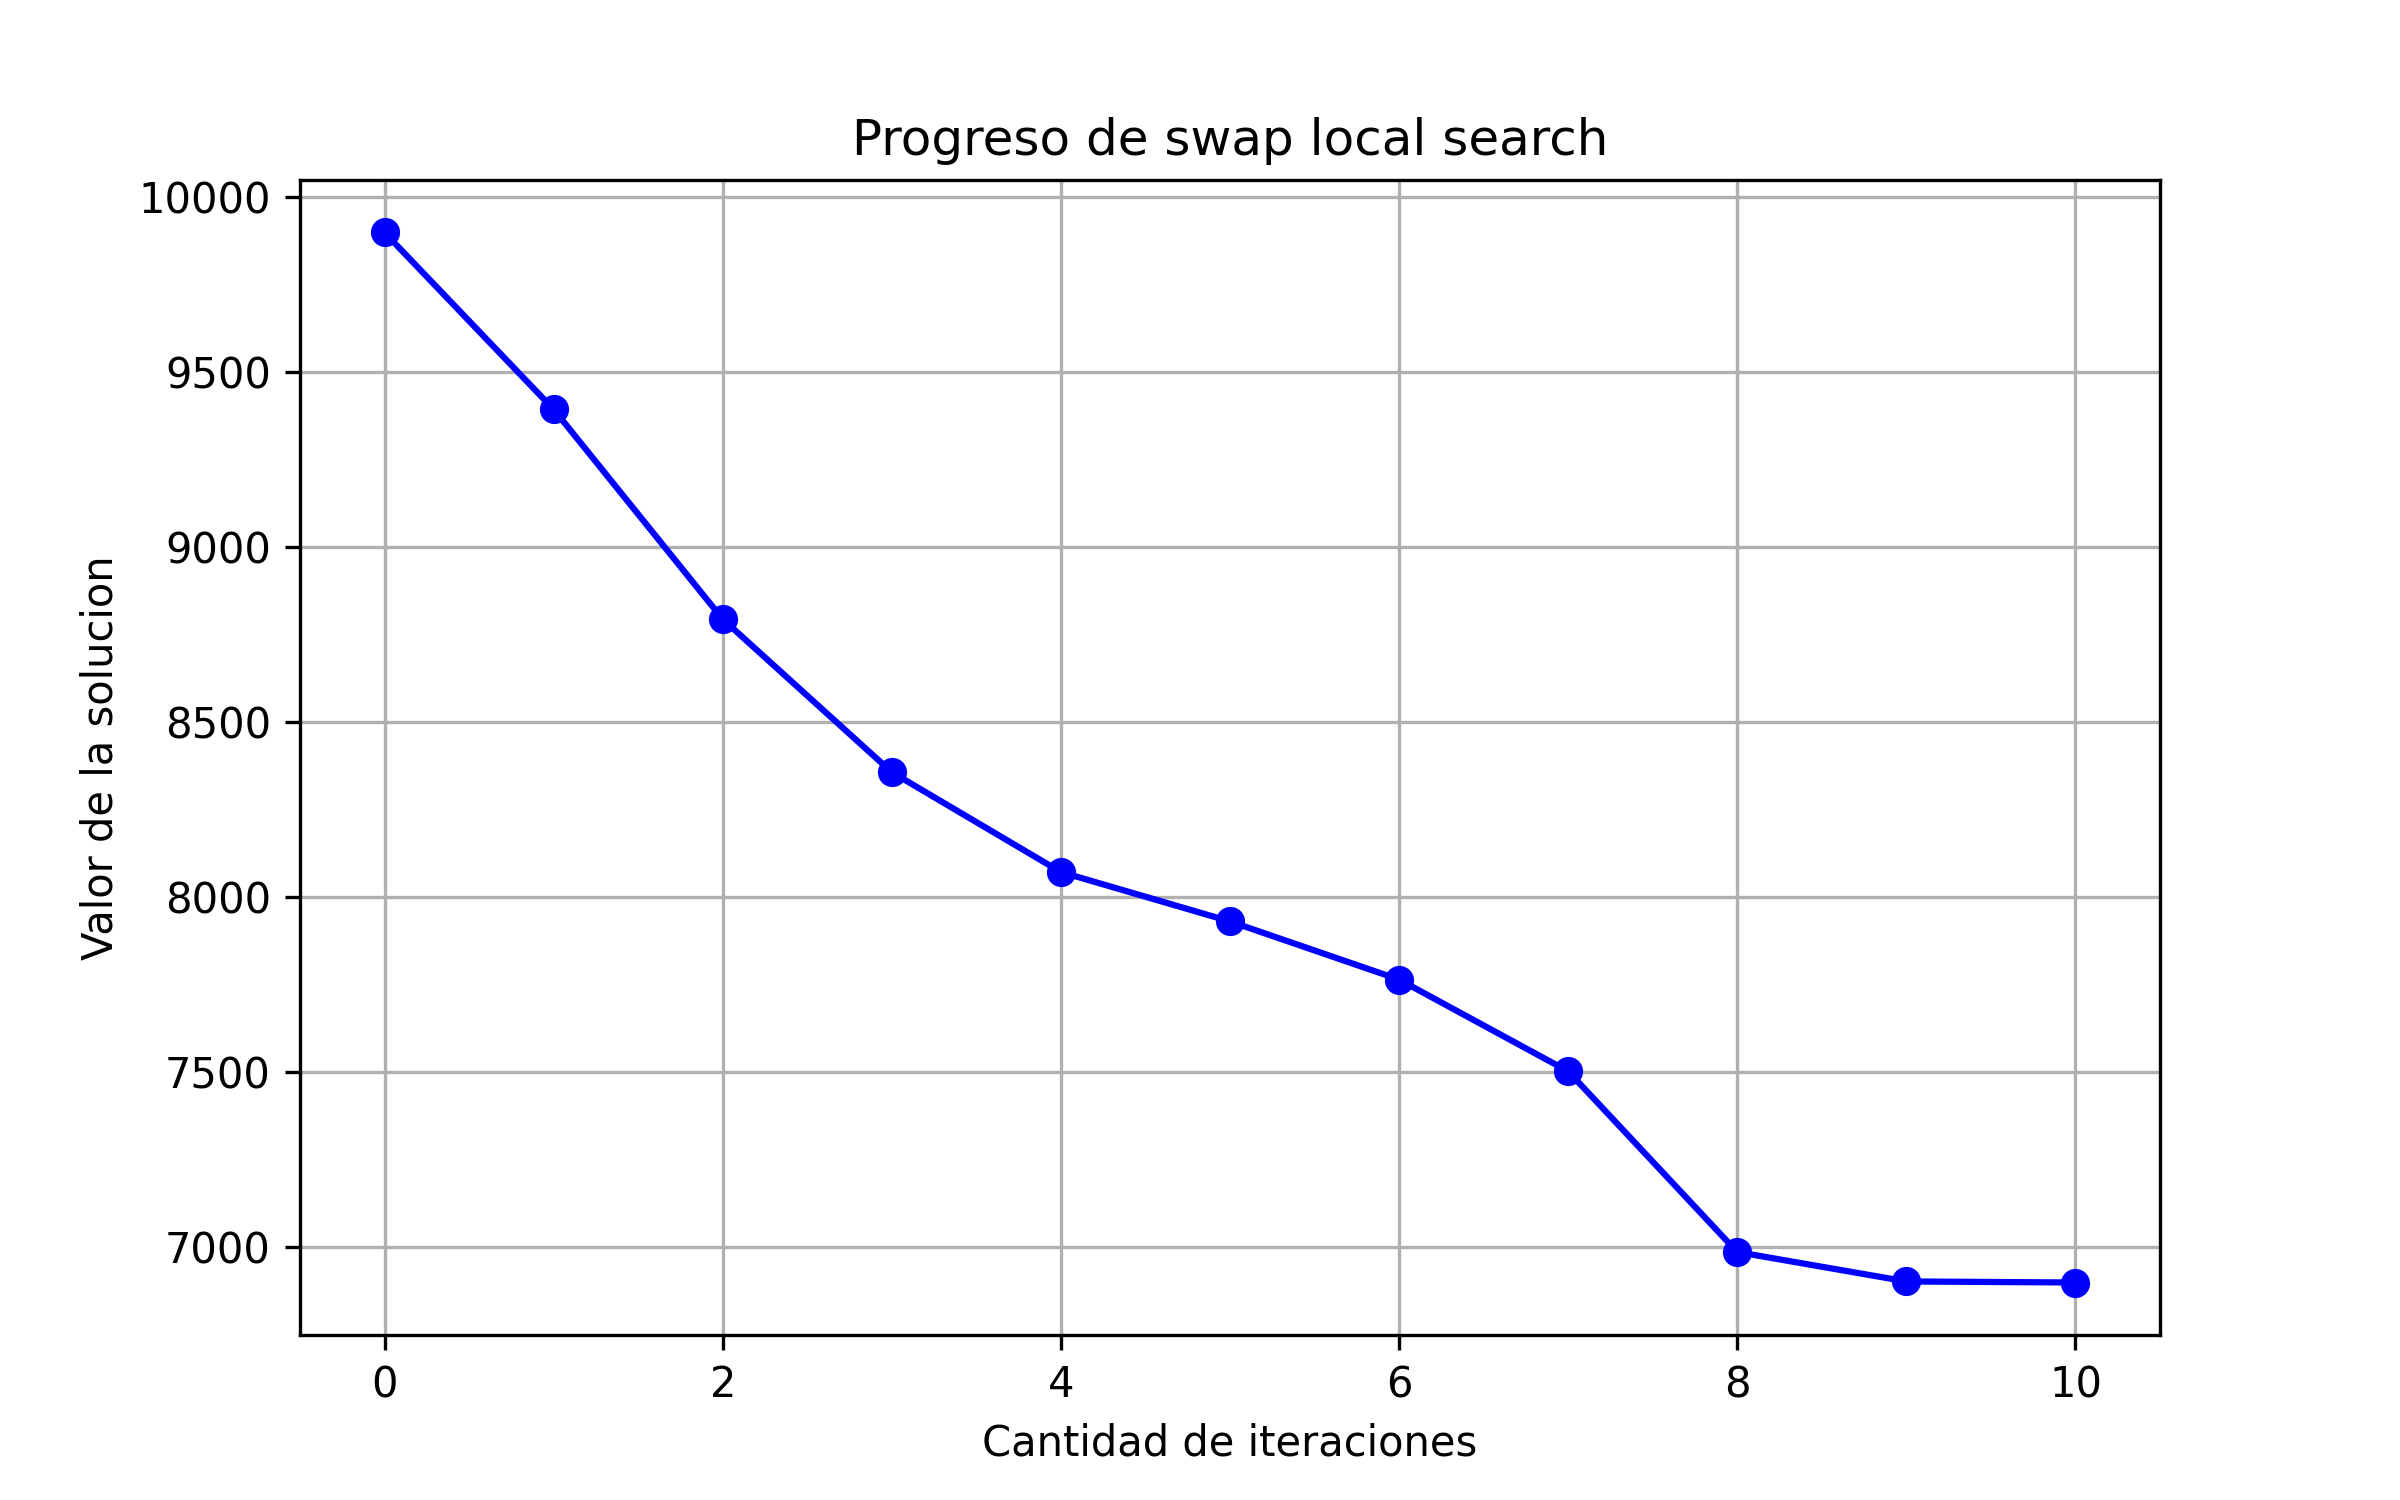 Progreso de swap local search
10000
9500
9000
8500
8000
7500
7000
Valor de la solucion
0 2 4 6 8 10
Cantidad de iteraciones